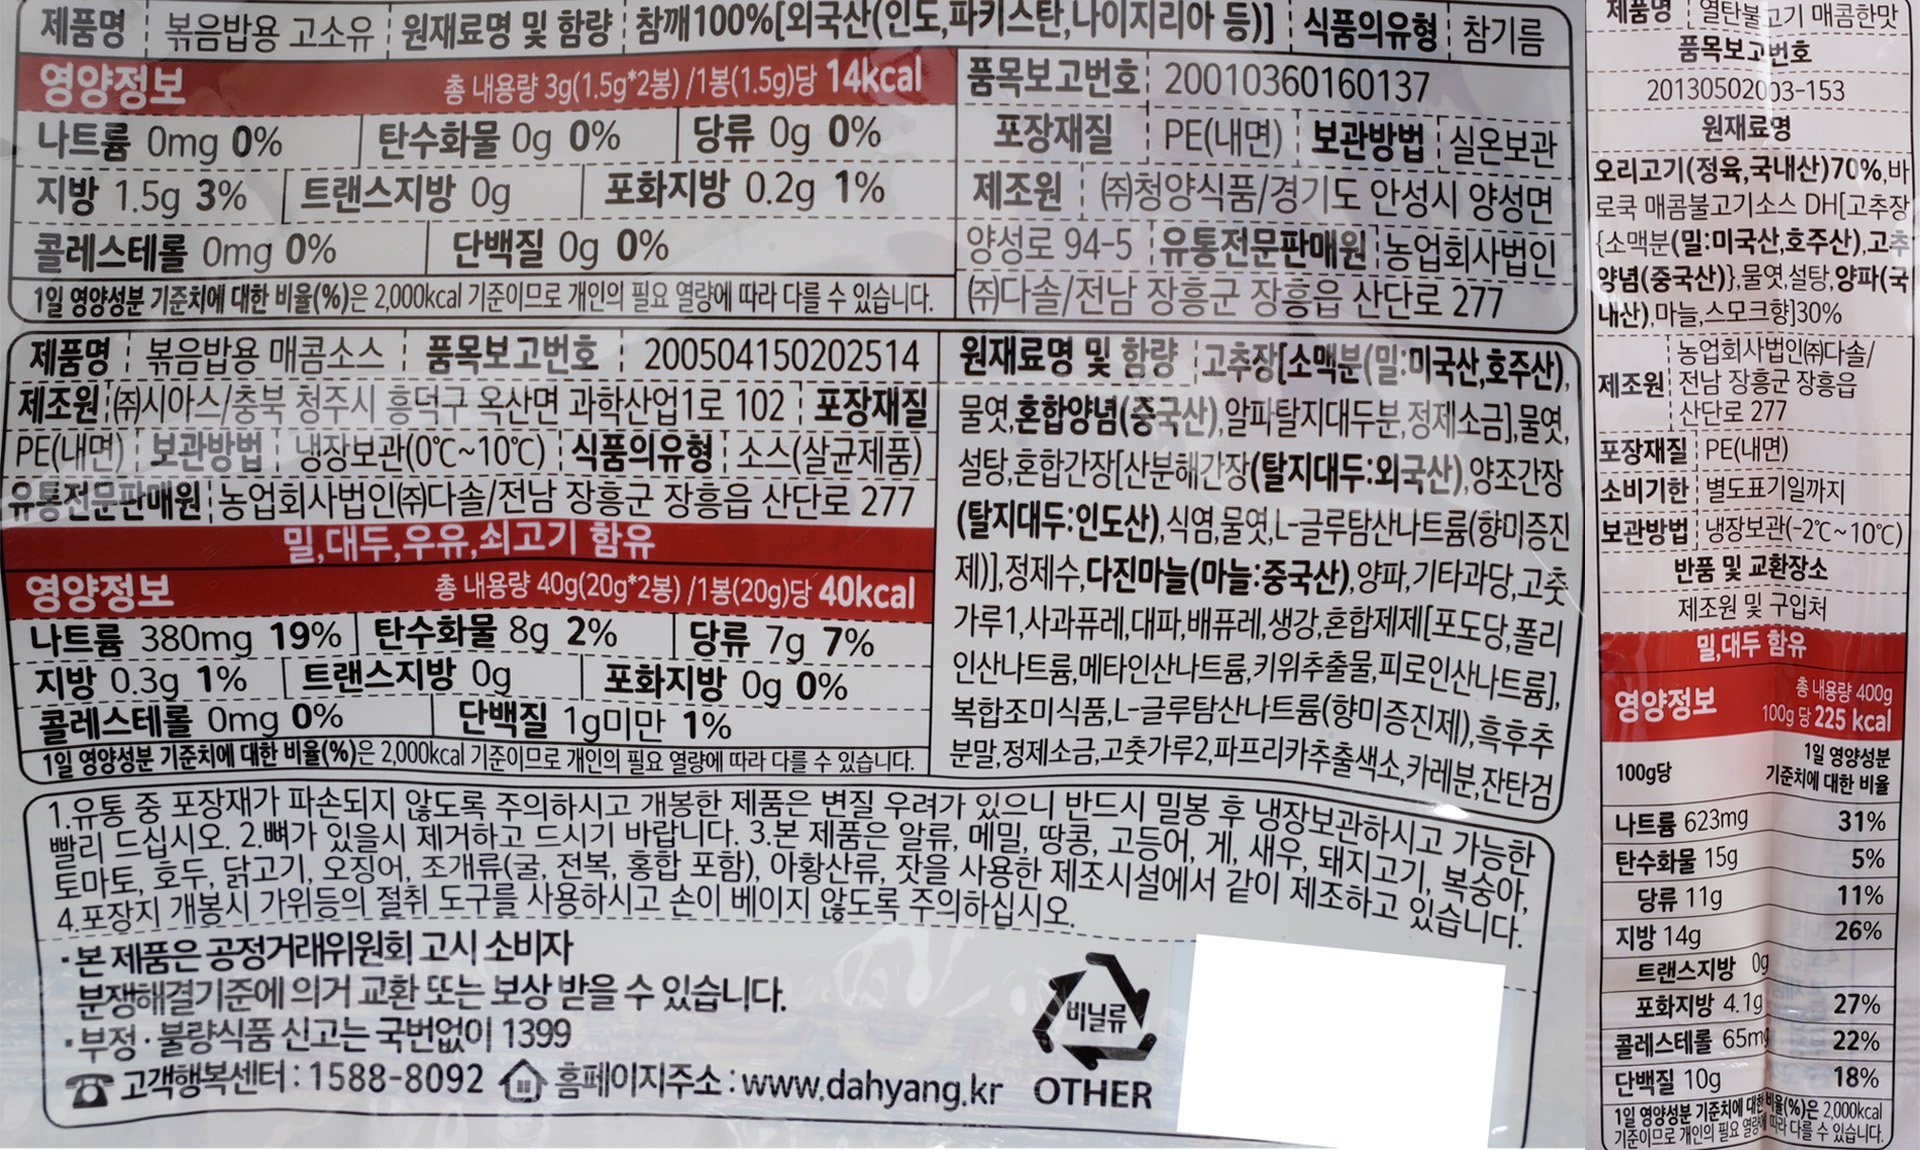 제품명 볶음밥용 고소유 원재료명 및 함량 참깨100%[외국산(인도,파키스탄,나이지리아 등)] 식품의유형 참기름
영양정보 총 내용량 3g(1.5g*2봉) /1봉(1.5g)당 14kcal
나트륨 0mg 0% 탄수화물 0g 0% 당류 0g 0%
지방 1.5g 3% 트랜스지방 0g 포화지방 0.2g 1%
콜레스테롤 0mg 0% 단백질 0g 0%
1일 영양성분 기준치에 대한 비율(%)은 2,000kcal 기준이므로 개인의 필요 열량에 따라 다를 수 있습니다.
품목보고번호 20010360160137
포장재질 PE(내면) 보관방법 실온보관
제조원 ㈜청양식품/경기도 안성시 양성면
양성로 94-5 유통전문판매원 농업회사법인
㈜다솔/전남 장흥군 장흥읍 산단로 277
제품명 볶음밥용 매콤소스 품목보고번호 200504150202514
제조원 ㈜시아스/충북 청주시 흥덕구 옥산면 과학산업1로 102 포장재질
PE(내면) 보관방법 냉장보관(0℃~10℃) 식품의유형 소스(살균제품)
유통전문판매원 농업회사법인㈜다솔/전남 장흥군 장흥읍 산단로 277
밀,대두,우유,쇠고기 함유
영양정보 총 내용량 40g(20g*2봉) /1봉(20g)당 40kcal
나트륨 380mg 19% 탄수화물 8g 2% 당류 7g 7%
지방 0.3g 1% 트랜스지방 0g 포화지방 0g 0%
콜레스테롤 0mg 0% 단백질 1g미만 1%
1일 영양성분 기준치에 대한 비율(%)은 2,000kcal 기준이므로 개인의 필요 열량에 따라 다를 수 있습니다.
원재료명 및 함량 고추장[소맥분(밀:미국산,호주산),
물엿,혼합양념(중국산),알파탈지대두분,정제소금],물엿,
설탕,혼합간장[산분해간장(탈지대두:외국산),양조간장
(탈지대두:인도산),식염,물엿,L-글루탐산나트륨(향미증진
제)],정제수,다진마늘(마늘:중국산),양파,기타과당,고춧
가루1,사과퓨레,대파,배퓨레,생강,혼합제제[포도당,폴리
인산나트륨,메타인산나트륨,키위추출물,피로인산나트륨],
복합조미식품,L-글루탐산나트륨(향미증진제),흑후추
분말,정제소금,고춧가루2,파프리카추출색소,카레분,잔탄검
1.유통 중 포장재가 파손되지 않도록 주의하시고 개봉한 제품은 변질 우려가 있으니 반드시 밀봉 후 냉장보관하시고 가능한
빨리 드십시오. 2.뼈가 있을시 제거하고 드시기 바랍니다. 3.본 제품은 알류, 메밀, 땅콩, 고등어, 게, 새우, 돼지고기, 복숭아,
토마토, 호두, 닭고기, 오징어, 조개류(굴, 전복, 홍합 포함), 아황산류, 잣을 사용한 제조시설에서 같이 제조하고 있습니다.
4.포장지 개봉시 가위등의 절취 도구를 사용하시고 손이 베이지 않도록 주의하십시오.
·본 제품은 공정거래위원회 고시 소비자
분쟁해결기준에 의거 교환 또는 보상 받을 수 있습니다.
·부정·불량식품 신고는 국번없이 1399
고객행복센터 : 1588-8092 홈페이지주소 : www.dahyang.kr
비닐류
OTHER
제품명 열탄불고기 매콤한맛
품목보고번호
20130502003-153
원재료명
오리고기(정육,국내산)70%,바
로쿡 매콤불고기소스 DH[고추장
{소맥분(밀:미국산,호주산),고추
양념(중국산)},물엿,설탕,양파(국
내산),마늘,스모크향]30%
제조원 농업회사법인㈜다솔/
전남 장흥군 장흥읍
산단로 277
포장재질 PE(내면)
소비기한 별도표기일까지
보관방법 냉장보관(-2℃~10℃)
반품 및 교환장소
제조원 및 구입처
밀,대두 함유
영양정보 총 내용량 400g
100g 당 225 kcal
100g당 1일 영양성분
기준치에 대한 비율
나트륨 623mg 31%
탄수화물 15g 5%
당류 11g 11%
지방 14g 26%
트랜스지방 0g
포화지방 4.1g 27%
콜레스테롤 65mg 22%
단백질 10g 18%
1일 영양성분 기준치에 대한 비율(%)은 2,000kcal
기준이므로 개인의 필요 열량에 따라 다를 수 있습니다.